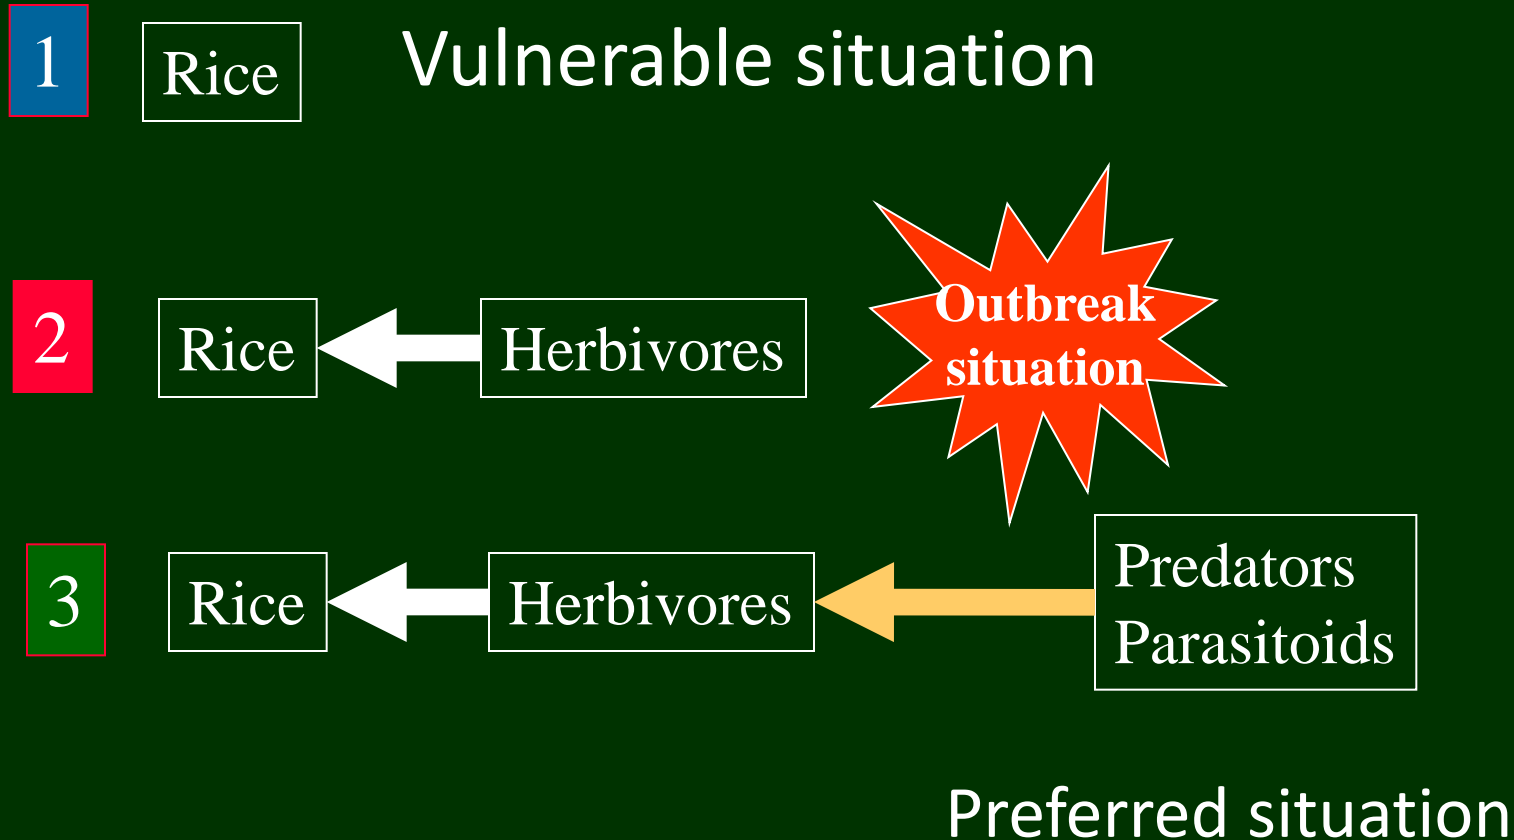 1
Rice
Vulnerable situation
2
Rice
Herbivores
Outbreak
situation
3
Rice
Herbivores
Predators
Parasitoids
Preferred situation